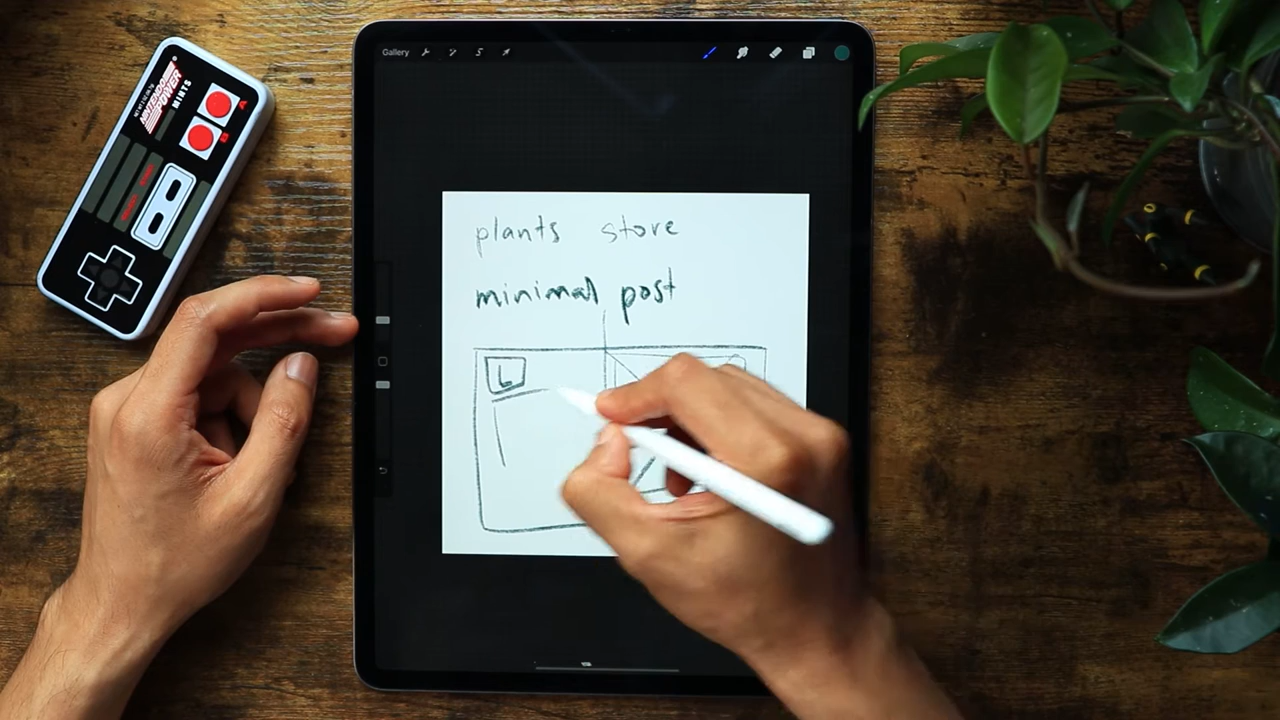 NINTENDO
POWER
MINTS
A
B
Gallery
plants store
minimal post
L